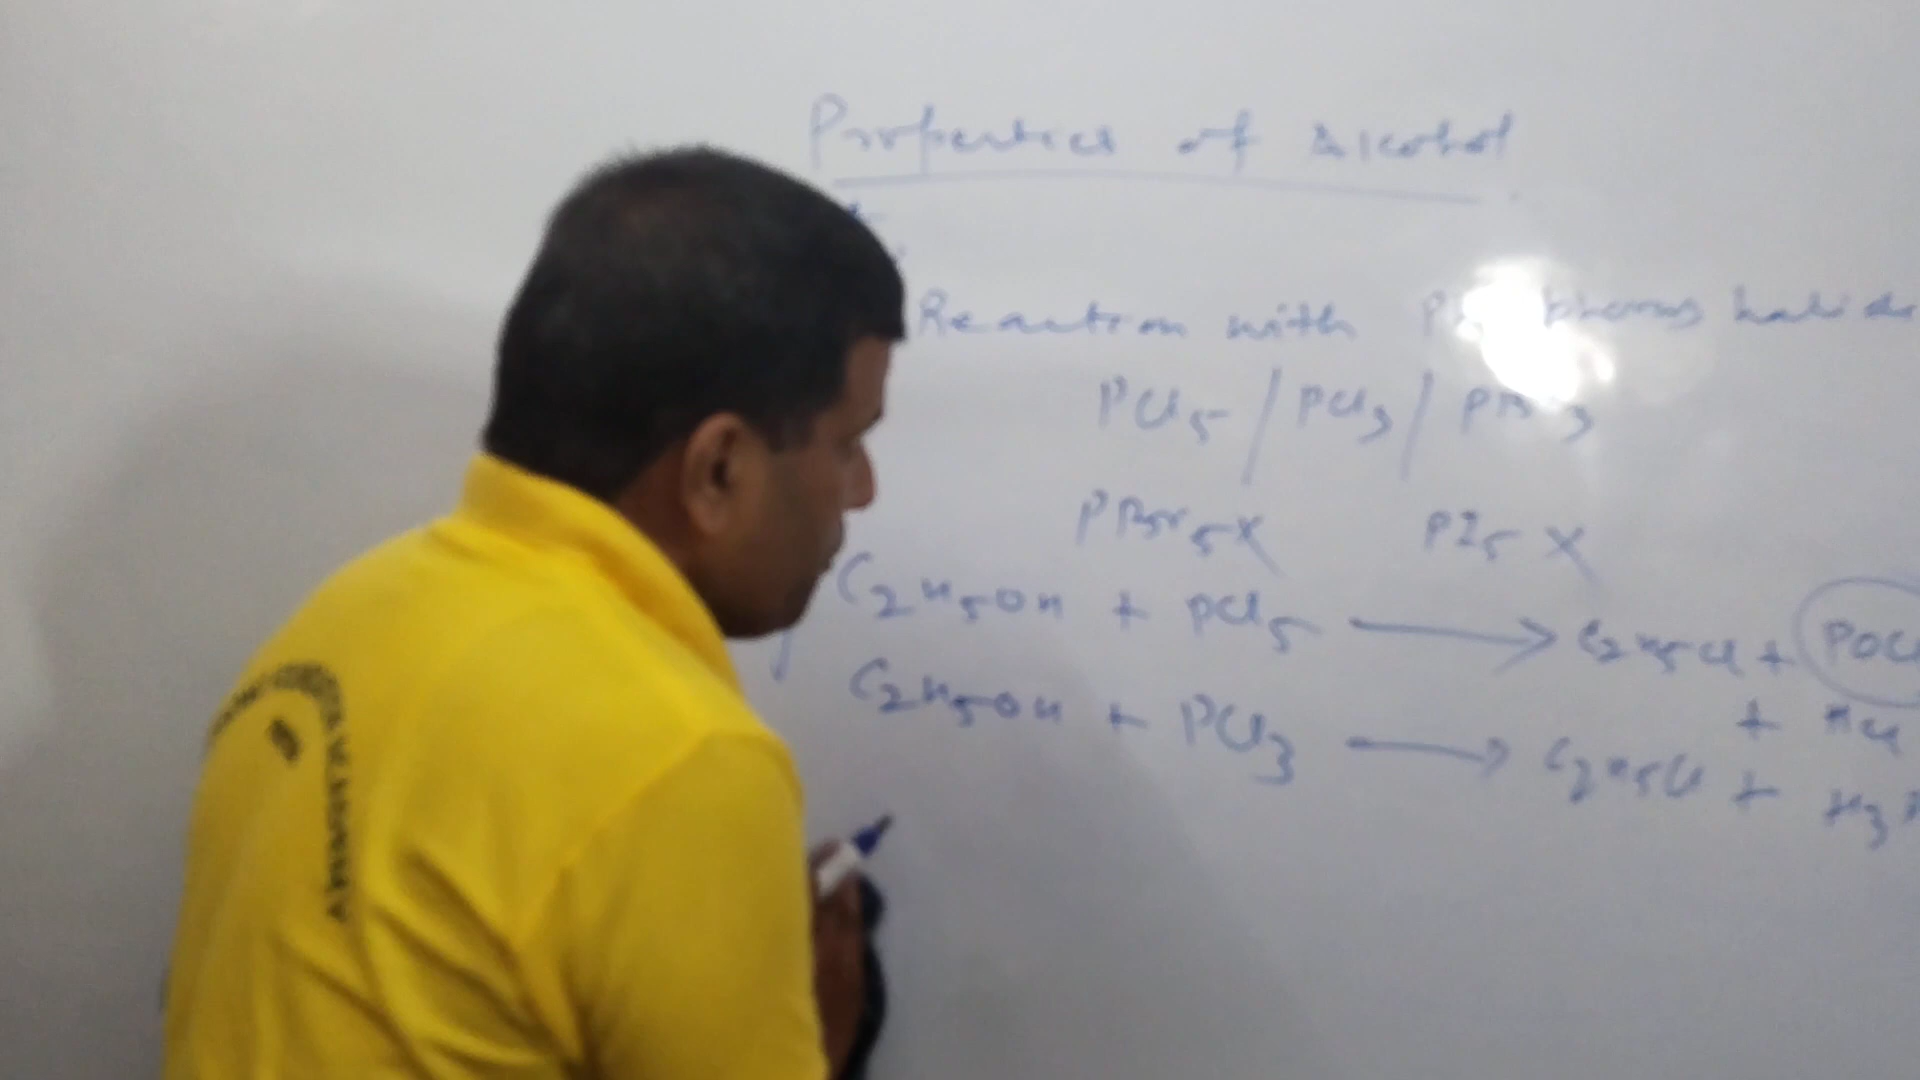 Properties of Alcohol
Reaction with halide
PCl5 / PCl3 / PBr3
PBr5 X PI5 X
C2H5OH + PCl5 ⟶ C2H5Cl + POCl
+ HCl
C2H5OH + PCl3 ⟶ C2H5Cl + H3